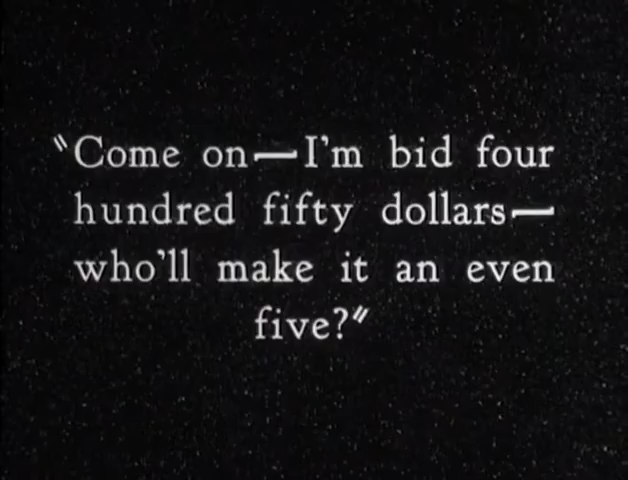 "Come on—I'm bid four
hundred fifty dollars—
who'll make it an even
five?"